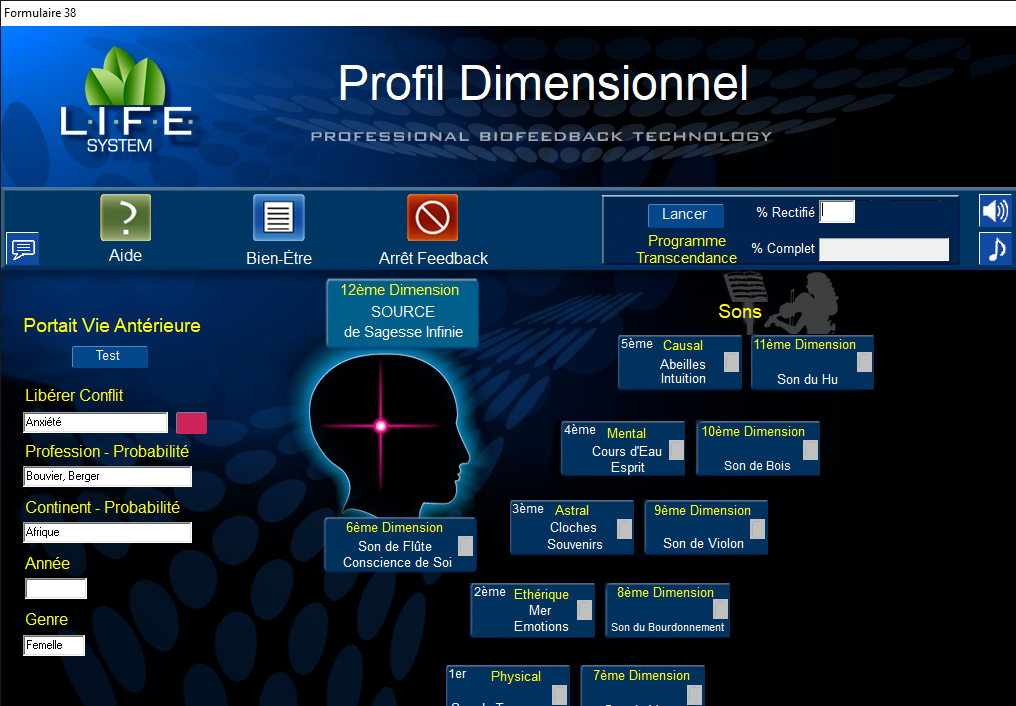 Formulaire 38
L·I·F·E
SYSTEM
Profil Dimensionnel
PROFESSIONAL BIOFEEDBACK TECHNOLOGY
Aide
Bien-Être
Arrêt Feedback
Lancer
Programme
Transcendance
% Rectifié
% Complet
Portait Vie Antérieure
Test
Libérer Conflit
Anxiété
Profession - Probabilité
Bouvier, Berger
Continent - Probabilité
Afrique
Année
Genre
Femelle
12ème Dimension
SOURCE
de Sagesse Infinie
6ème Dimension
Son de Flûte
Conscience de Soi
Sons
5ème Causal
Abeilles
Intuition
11ème Dimension
Son du Hu
4ème Mental
Cours d'Eau
Esprit
10ème Dimension
Son de Bois
3ème Astral
Cloches
Souvenirs
9ème Dimension
Son de Violon
2ème Ethérique
Mer
Emotions
8ème Dimension
Son du Bourdonnement
1er Physical
7ème Dimension